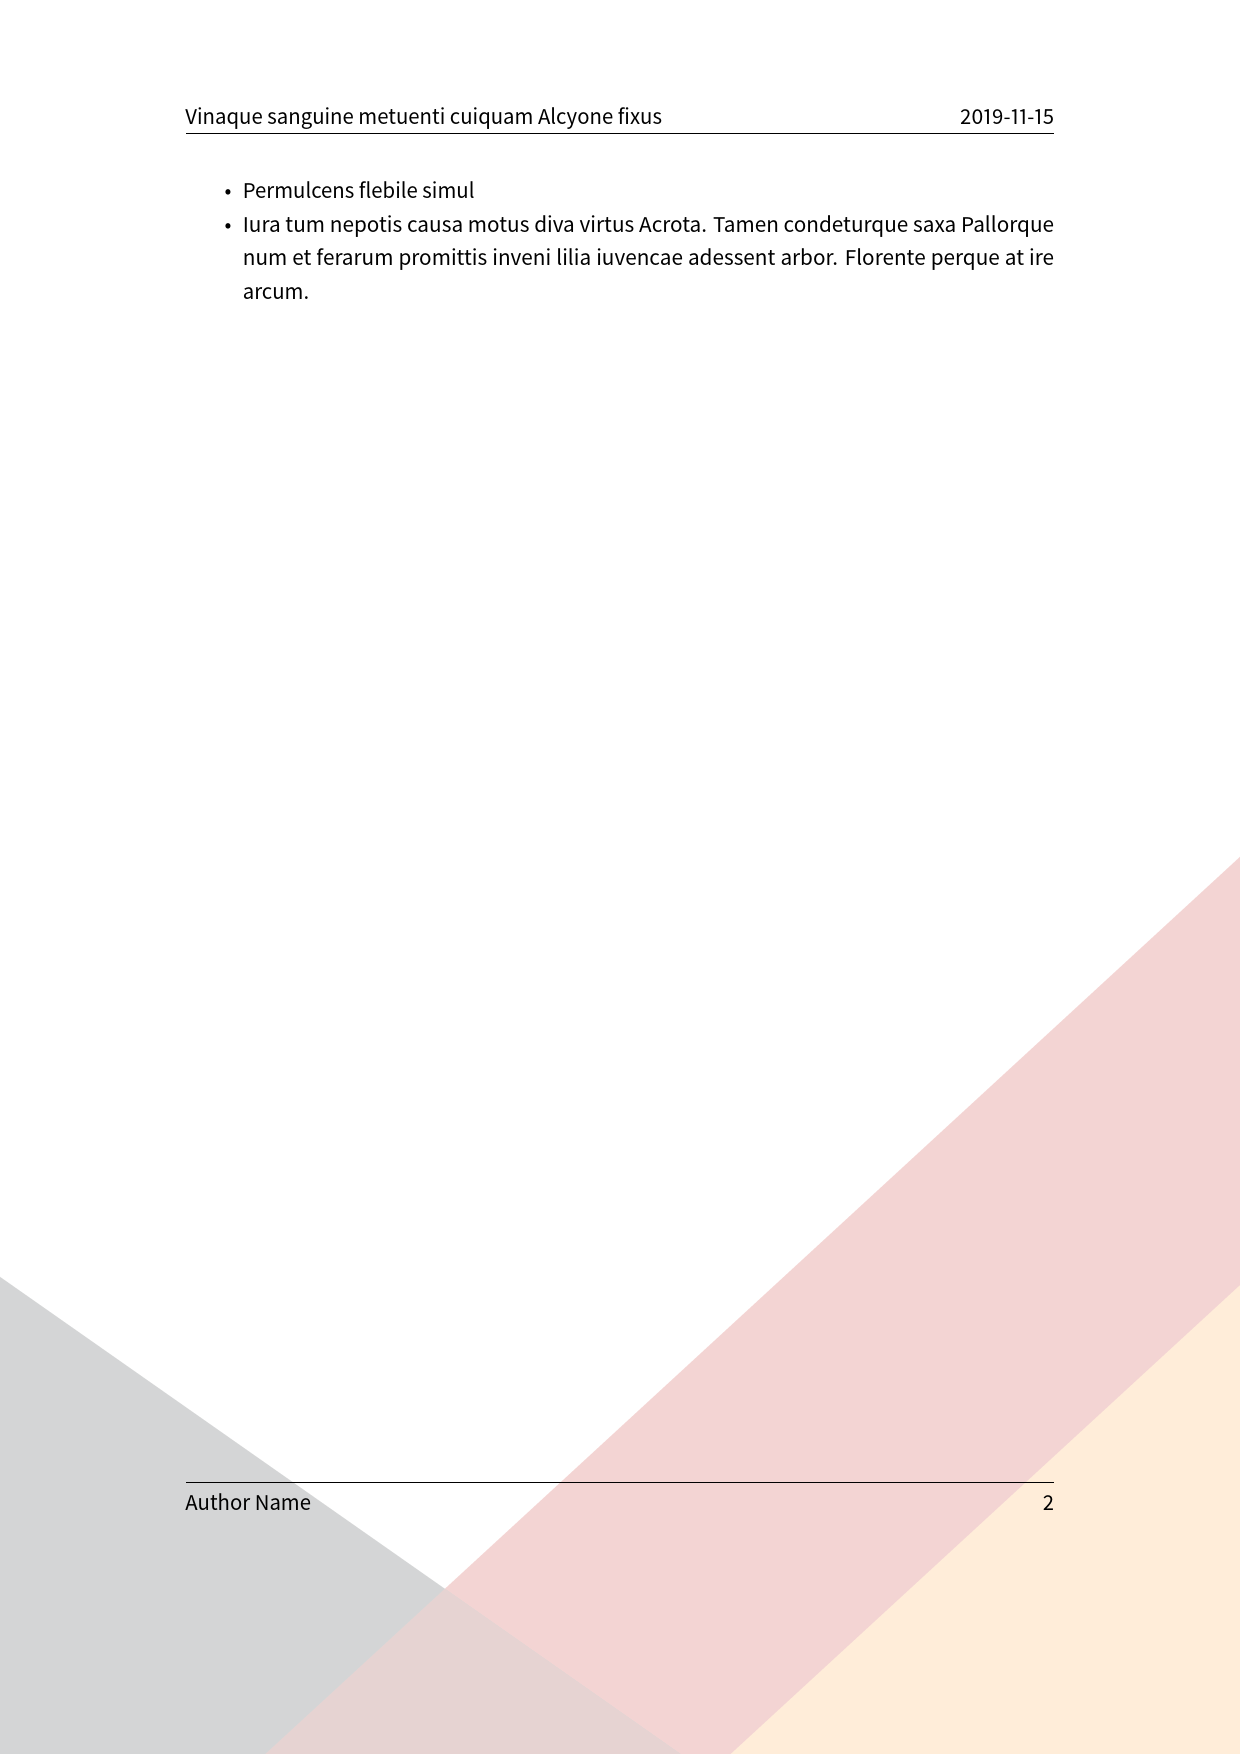 Vinaque sanguine metuenti cuiquam Alcyone fixus 2019-11-15
• Permulcens flebile simul
• Iura tum nepotis causa motus diva virtus Acrota. Tamen condeturque saxa Pallorque
num et ferarum promittis inveni lilia iuvencae adessent arbor. Florente perque at ire
arcum.
Author Name 2